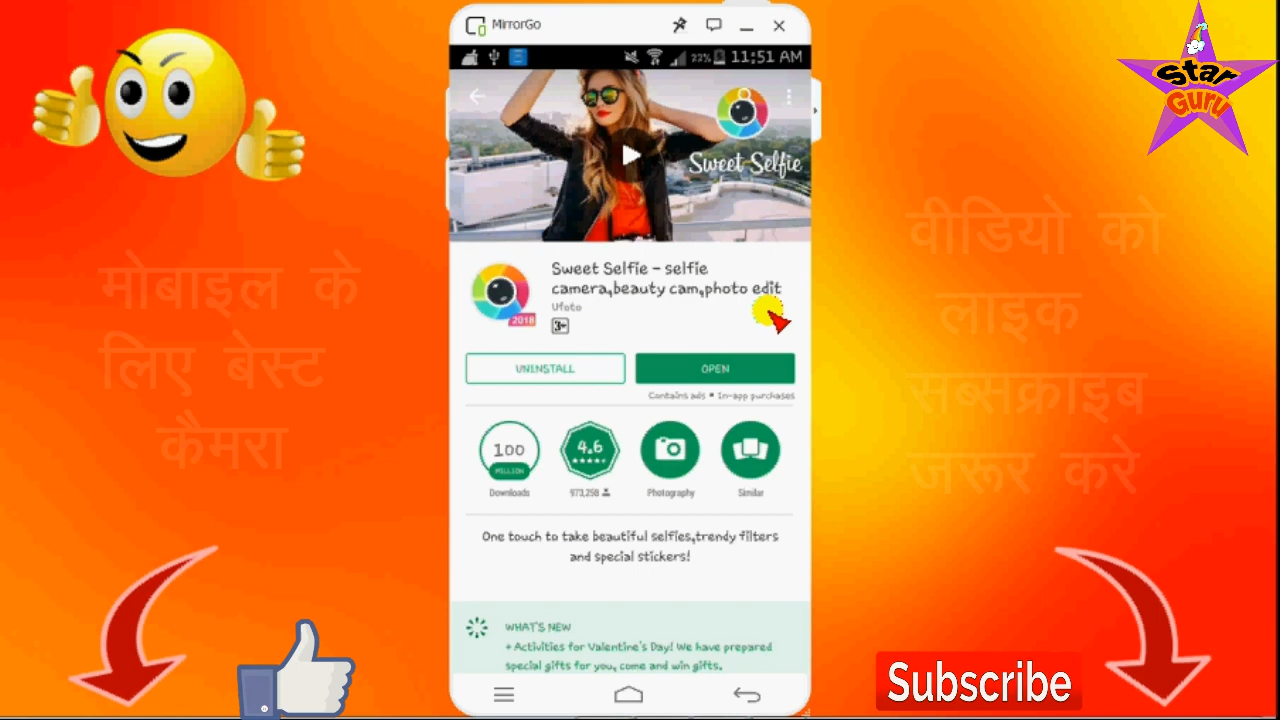 MirrorGo
22% 11:51 AM
Star
Guru
Sweet Selfie
मोबाइल के
लिए बेस्ट
कैमरा
Sweet Selfie - selfie
camera,beauty cam,photo edit
Ufoto
3+
2018
UNINSTALL
OPEN
Contains ads • In-app purchases
100
MILLION
4.6
Downloads
973,258
Photography
Similar
One touch to take beautiful selfies,trendy filters
and special stickers!
WHAT'S NEW
+ Activities for Valentine's Day! We have prepared
special gifts for you, come and win gifts.
वीडियो को
लाइक
सब्सक्राइब
जरूर करे
Subscribe